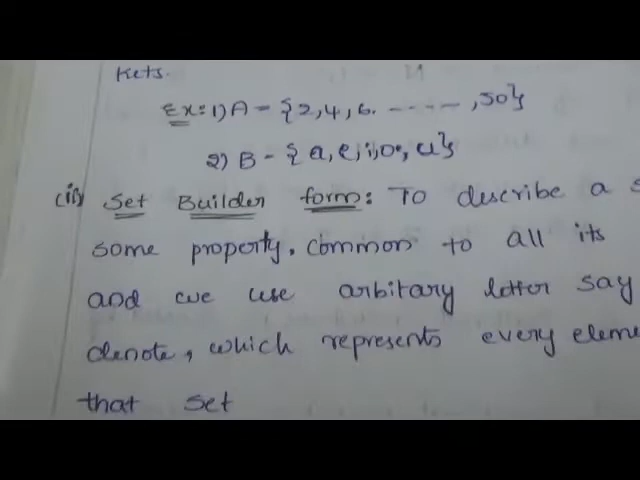 kets.
Ex: 1) A = {2, 4, 6. -----, 50}
2) B = {a, e, i, o, u}
(ii) Set Builder form: To describe a s
some property. common to all its
and we use arbitary letter say
denote, which represents every eleme
that set